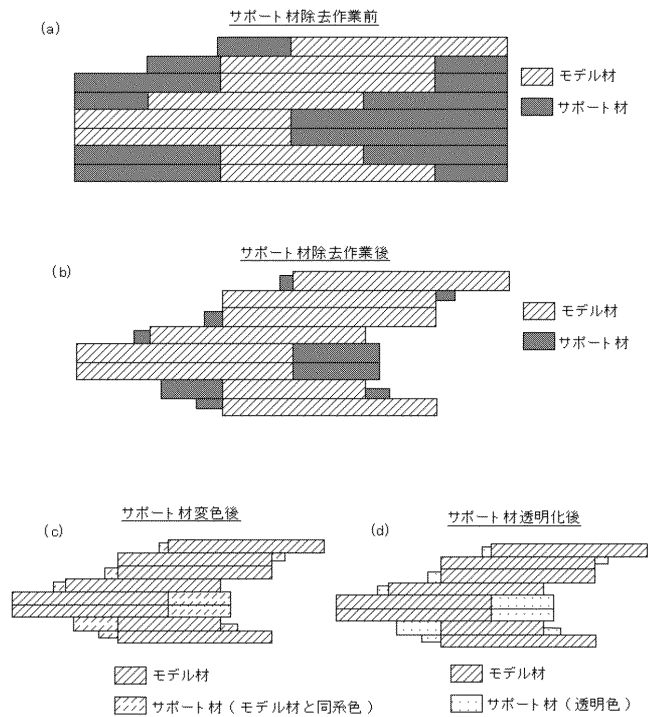 サポート材除去作業前
(a)
モデル材
サポート材
サポート材除去作業後
(b)
モデル材
サポート材
サポート材変色後
(c)
モデル材
サポート材(モデル材と同系色)
サポート材透明化後
(d)
モデル材
サポート材(透明色)